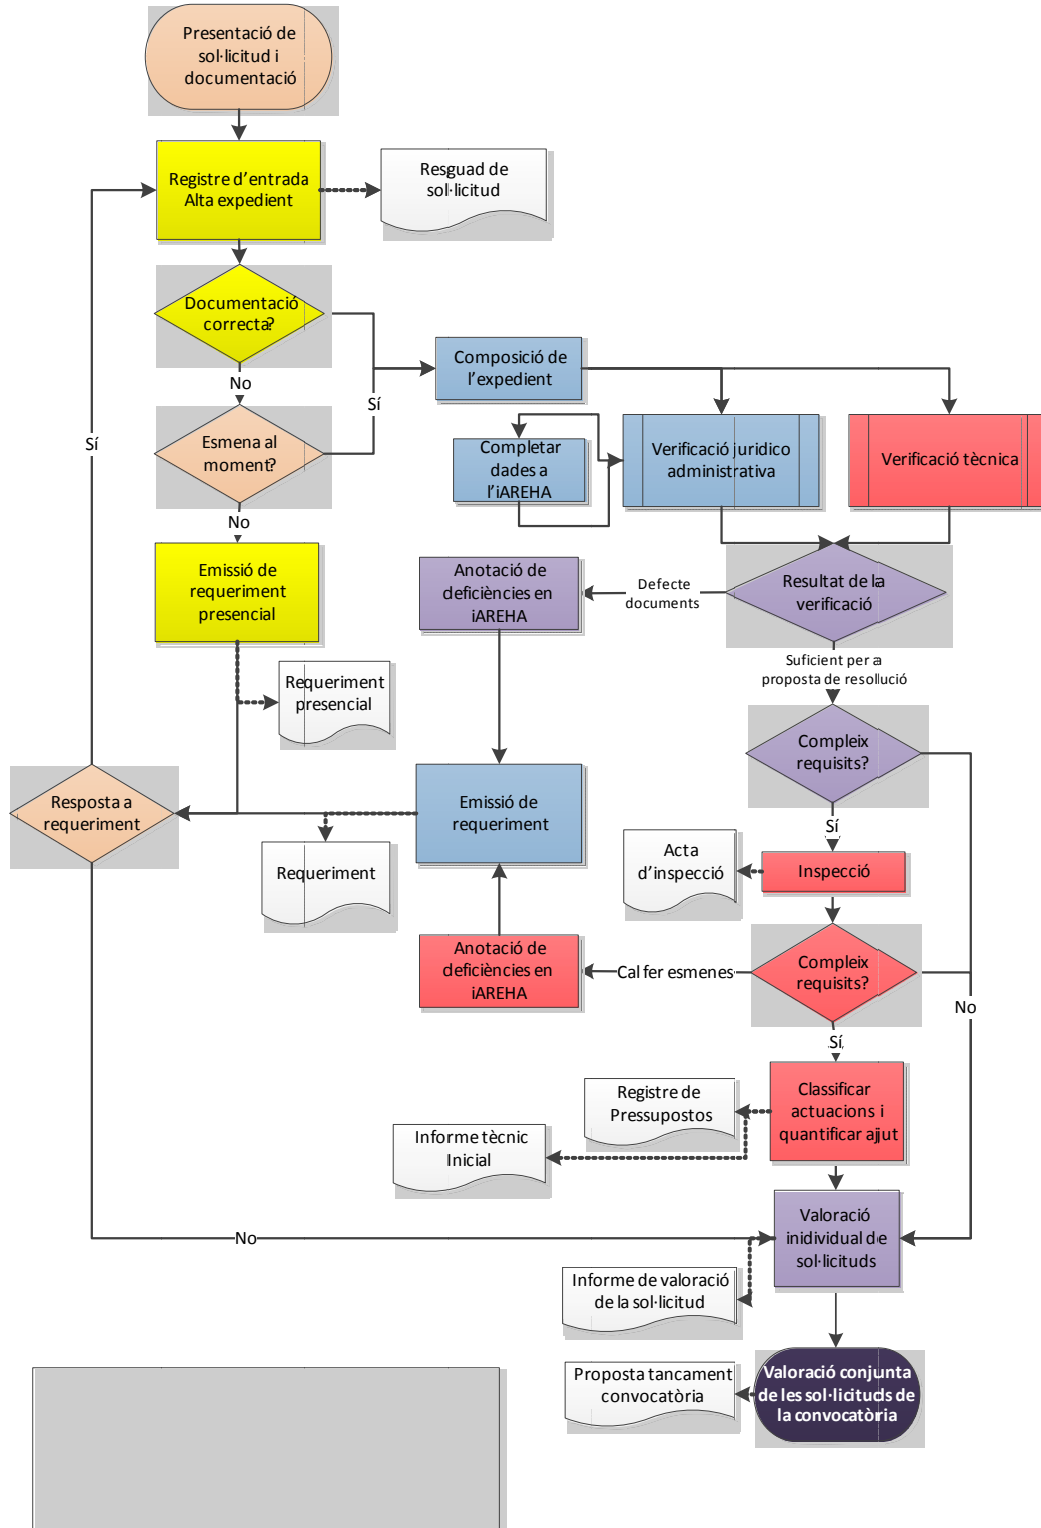 Presentació de
sol·licitud i
documentació
Registre d'entrada
Alta expedient
Resguad de
sol·licitud
Documentació
correcta?
No
Sí
Esmena al
moment?
No
Sí
Composició de
l'expedient
Completar
dades a
l'iAREHA
Verificació juridico
administrativa
Verificació tècnica
Emissió de
requeriment
presencial
Anotació de
deficiències en
iAREHA
Defecte
documents
Resultat de la
verificació
Suficient per a
proposta de resolució
Requeriment
presencial
Compleix
requisits?
Resposta a
requeriment
Emissió de
requeriment
Sí
Requeriment
Acta
d'inspecció
Inspecció
Anotació de
deficiències en
iAREHA
Cal fer esmenes
Compleix
requisits?
No
Sí
Registre de
Pressupostos
Classificar
actuacions i
quantificar ajut
Informe tècnic
Inicial
No
Valoració
inidividual de
sol·licituds
Informe de valoració
de la sol·licitud
Proposta tancament
convocatòria
Valoració conjunta
de les sol·licituds de
la convocatòria